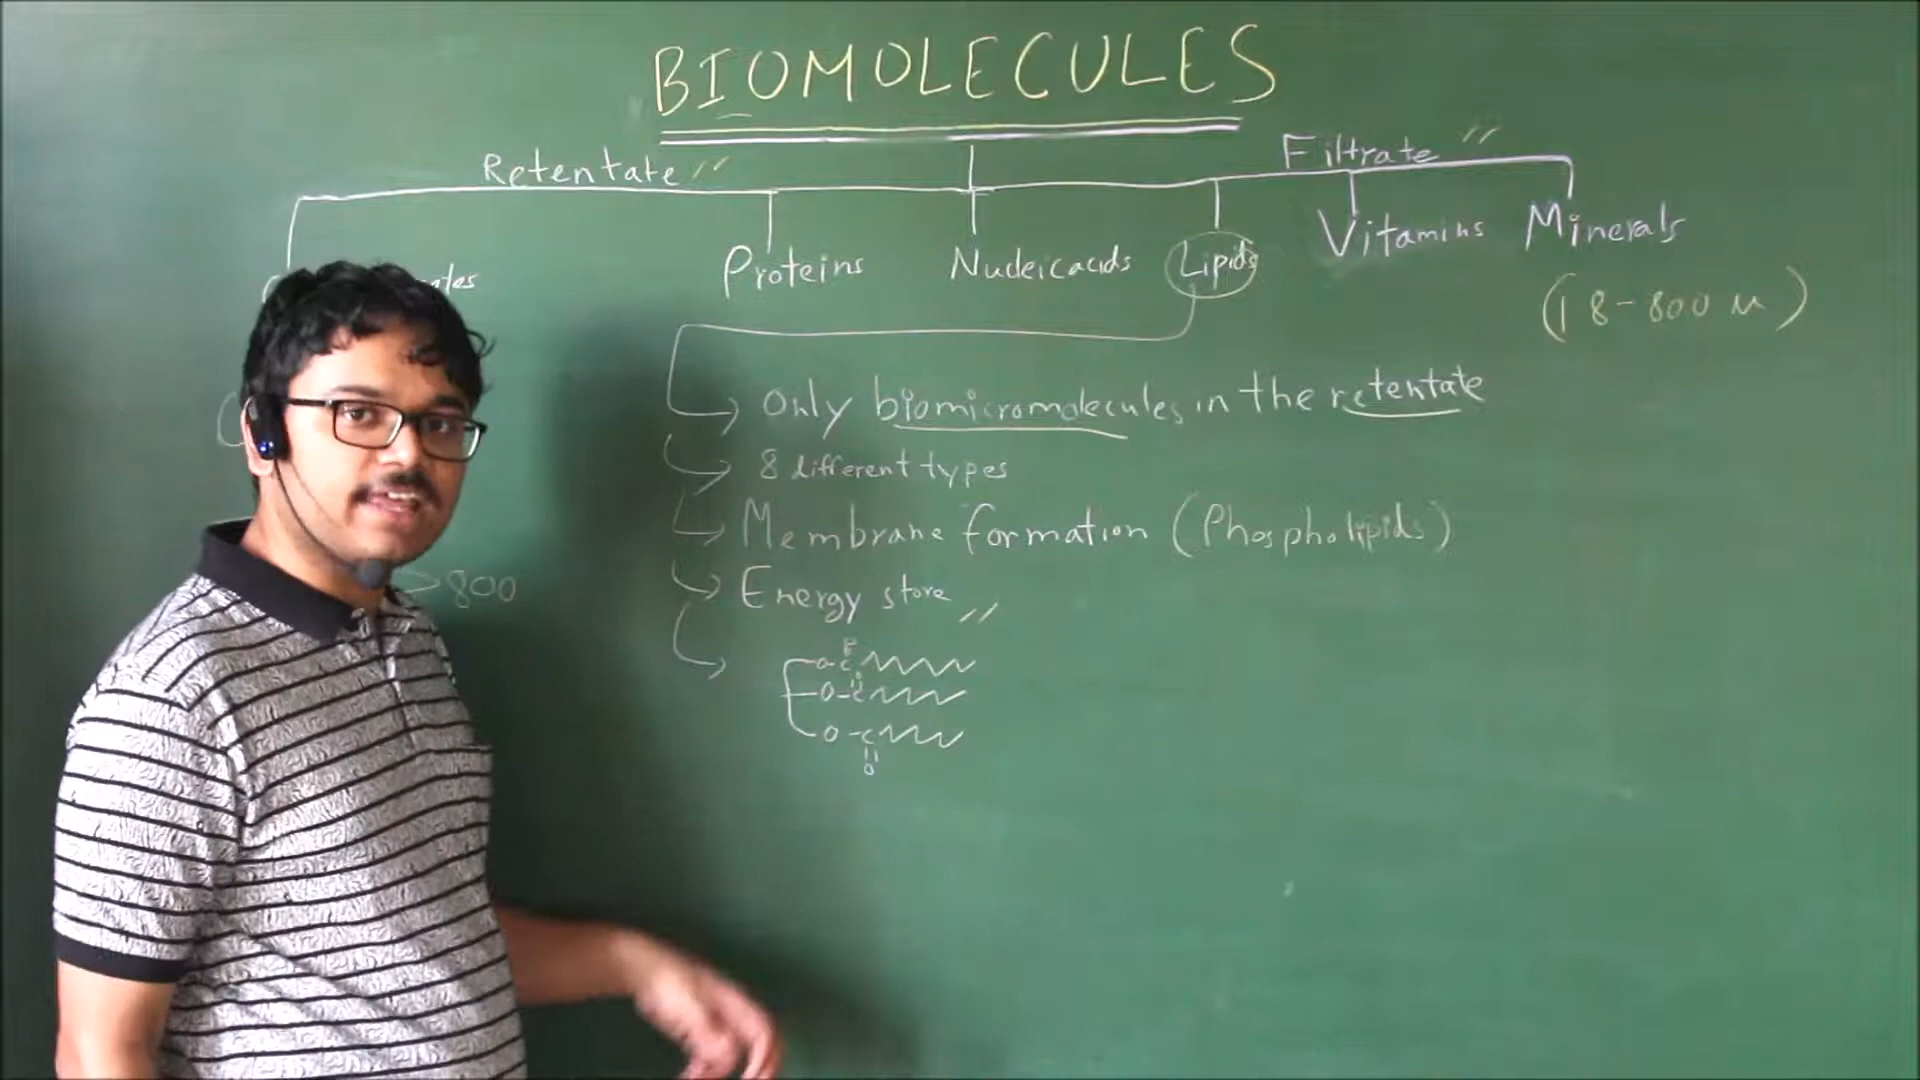 BIOMOLECULES
Retentate
Filtrate
Proteins
Nucleicacids
Lipids
Vitamins
Minerals
(18-800 u)
Only biomicromolecules in the retentate
8 different types
Membrane formation (Phospholipids)
>800
Energy store
O-C
O-C
O-C
O